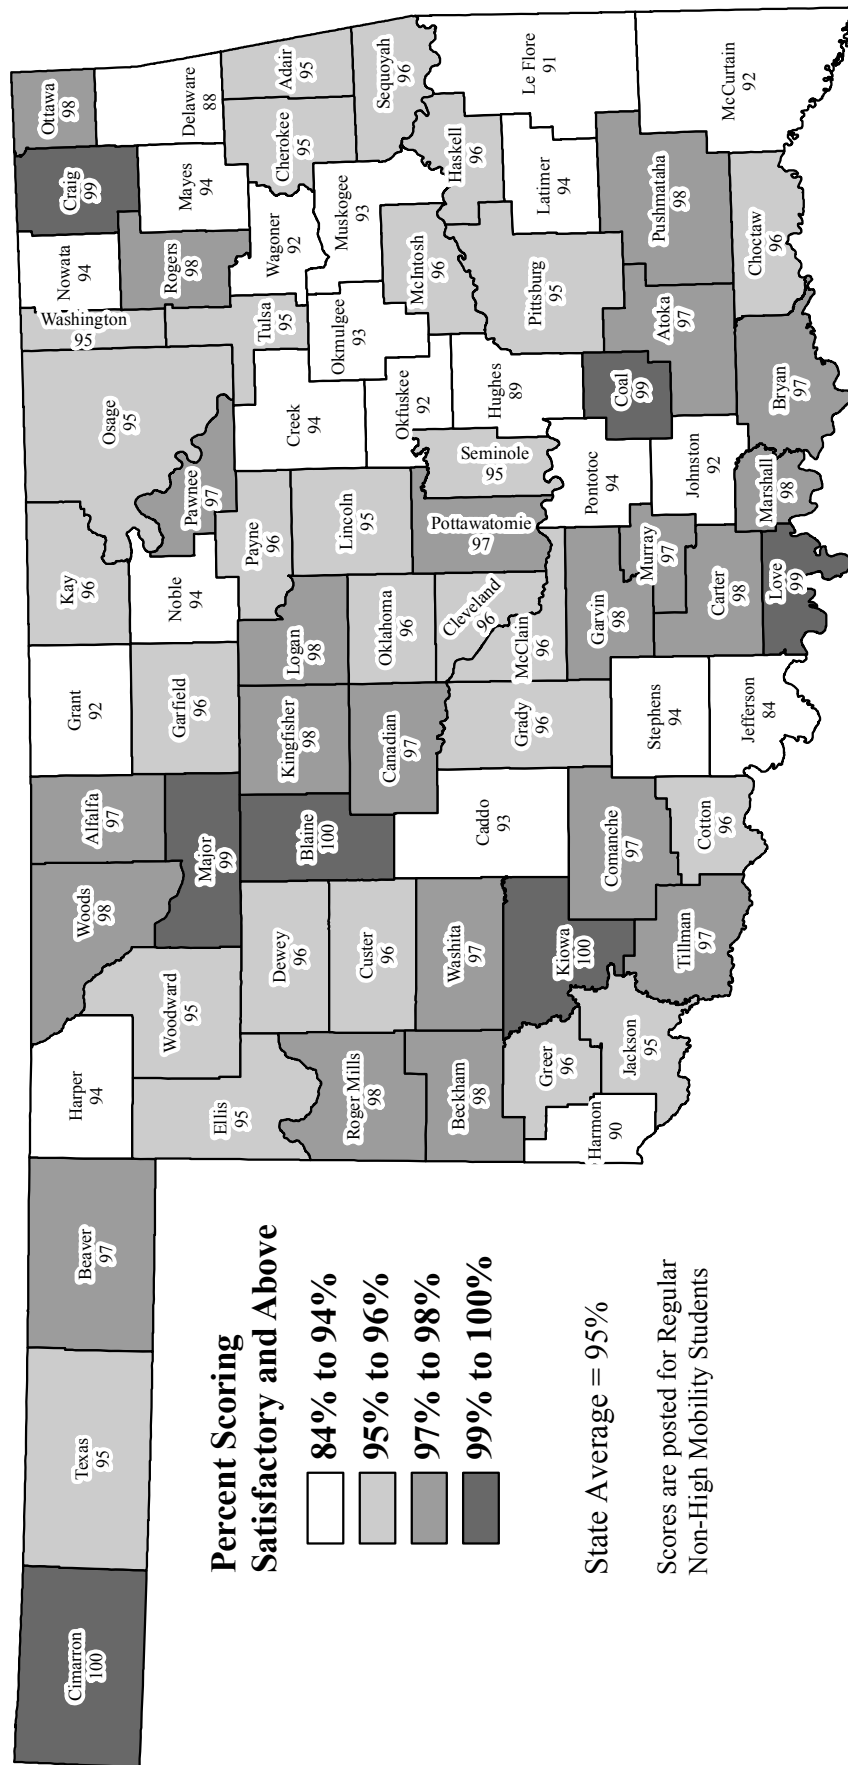 Cimarron
100
Texas
95
Beaver
97
Harper
94
Woods
98
Alfalfa
97
Grant
92
Kay
96
Osage
95
Washington
95
Nowata
94
Craig
99
Ottawa
98
Ellis
95
Woodward
95
Major
99
Garfield
96
Noble
94
Pawnee
97
Rogers
98
Mayes
94
Delaware
88
Roger Mills
98
Dewey
96
Blaine
100
Kingfisher
98
Logan
98
Payne
96
Creek
94
Tulsa
95
Wagoner
92
Cherokee
95
Adair
95
Custer
96
Canadian
97
Oklahoma
96
Lincoln
95
Okfuskee
92
Okmulgee
93
Muskogee
93
Sequoyah
96
Beckham
98
Washita
97
Caddo
93
Grady
96
Cleveland
96
McClain
96
Pottawatomie
97
Seminole
95
Hughes
89
McIntosh
96
Haskell
96
Le Flore
91
Greer
96
Kiowa
100
Harmon
90
Jackson
95
Comanche
97
Tillman
97
Cotton
96
Stephens
94
Jefferson
84
Garvin
98
Murray
97
Carter
98
Love
99
Pontotoc
94
Johnston
92
Marshall
98
Coal
99
Atoka
97
Bryan
97
Pittsburg
95
Latimer
94
Pushmataha
98
Choctaw
96
McCurtain
92
Percent Scoring
Satisfactory and Above
84% to 94%
95% to 96%
97% to 98%
99% to 100%
State Average = 95%
Scores are posted for Regular
Non-High Mobility Students